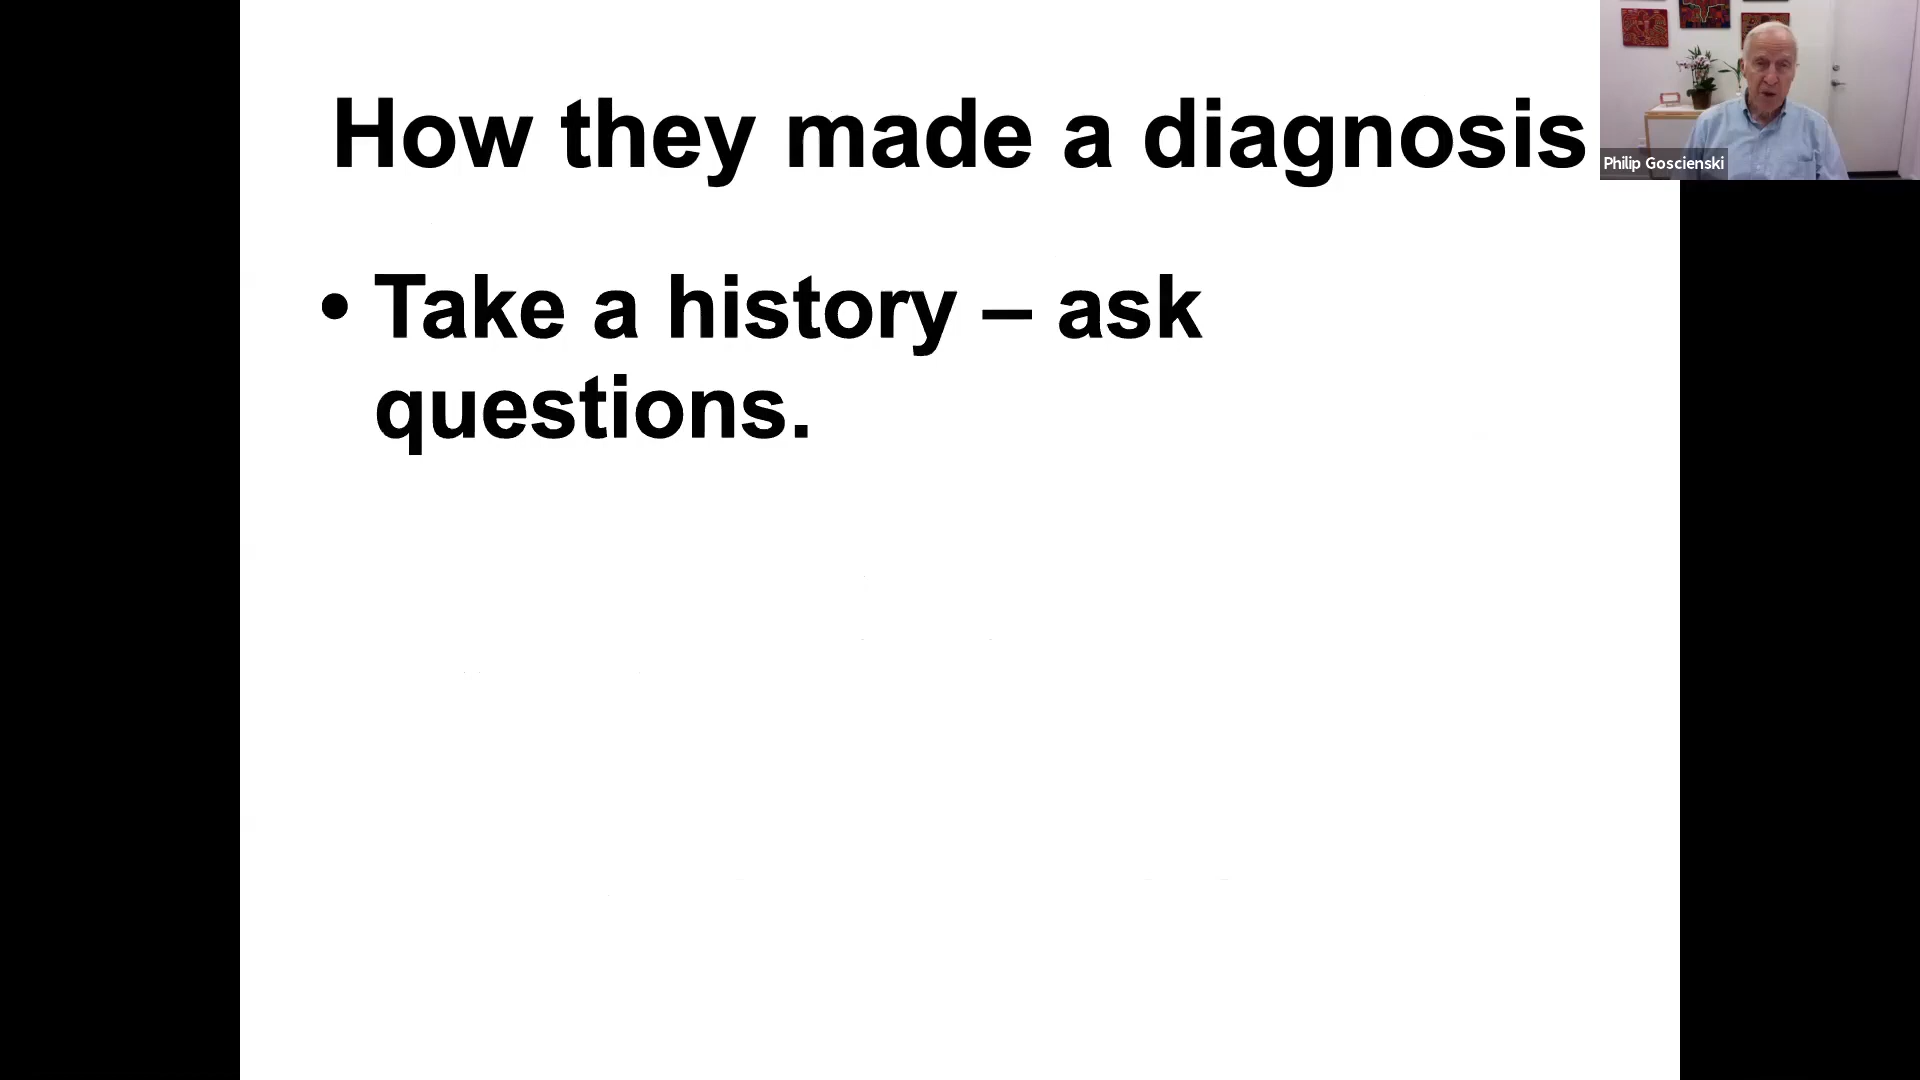 How they made a diagnosis
• Take a history – ask
questions.
Philip Goscienski